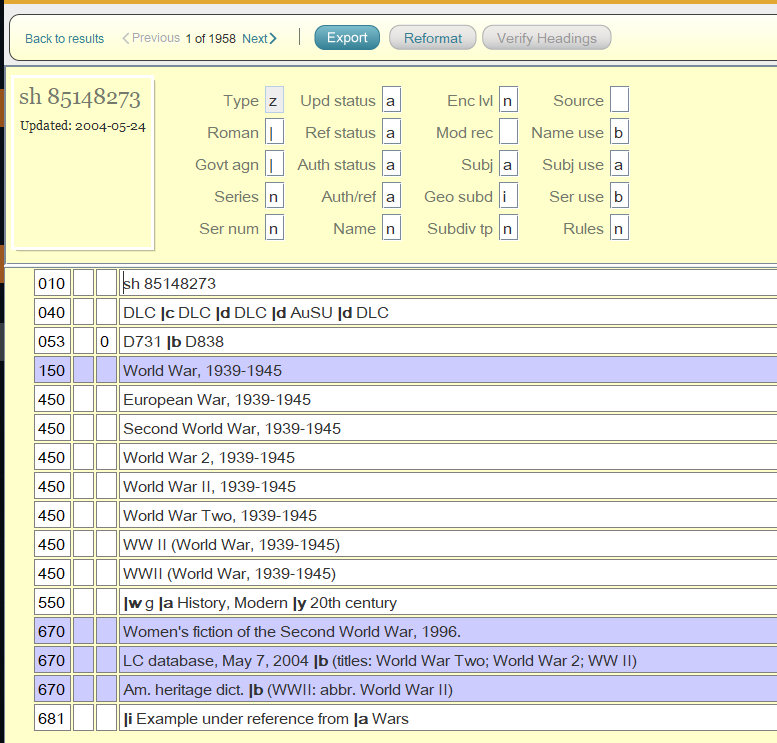 Back to results Previous 1 of 1958 Next Export Reformat Verify Headings
sh 85148273
Updated: 2004-05-24
Type z Upd status a Enc lvl n Source
Roman | Ref status a Mod rec Name use b
Govt agn | Auth status a Subj a Subj use a
Series n Auth/ref a Geo subd i Ser use b
Ser num n Name n Subdiv tp n Rules n
010 sh 85148273
040 DLC |c DLC |d DLC |d AuSU |d DLC
053 0 D731 |b D838
150 World War, 1939-1945
450 European War, 1939-1945
450 Second World War, 1939-1945
450 World War 2, 1939-1945
450 World War II, 1939-1945
450 World War Two, 1939-1945
450 WW II (World War, 1939-1945)
450 WWII (World War, 1939-1945)
550 |w g |a History, Modern |y 20th century
670 Women's fiction of the Second World War, 1996.
670 LC database, May 7, 2004 |b (titles: World War Two; World War 2; WW II)
670 Am. heritage dict. |b (WWII: abbr. World War II)
681 |i Example under reference from |a Wars